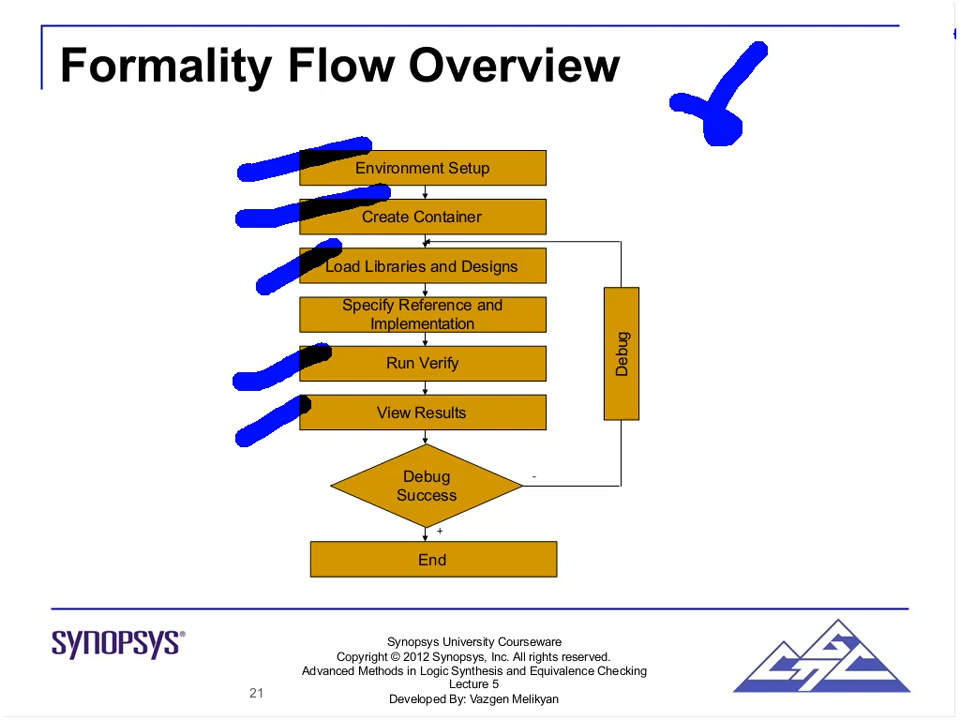 Formality Flow Overview
Environment Setup
Create Container
Load Libraries and Designs
Specify Reference and
Implementation
Run Verify
View Results
Debug
Debug
Success
-
+
End
SYNOPSYS®
Synopsys University Courseware
Copyright © 2012 Synopsys, Inc. All rights reserved.
Advanced Methods in Logic Synthesis and Equivalence Checking
Lecture 5
Developed By: Vazgen Melikyan
21